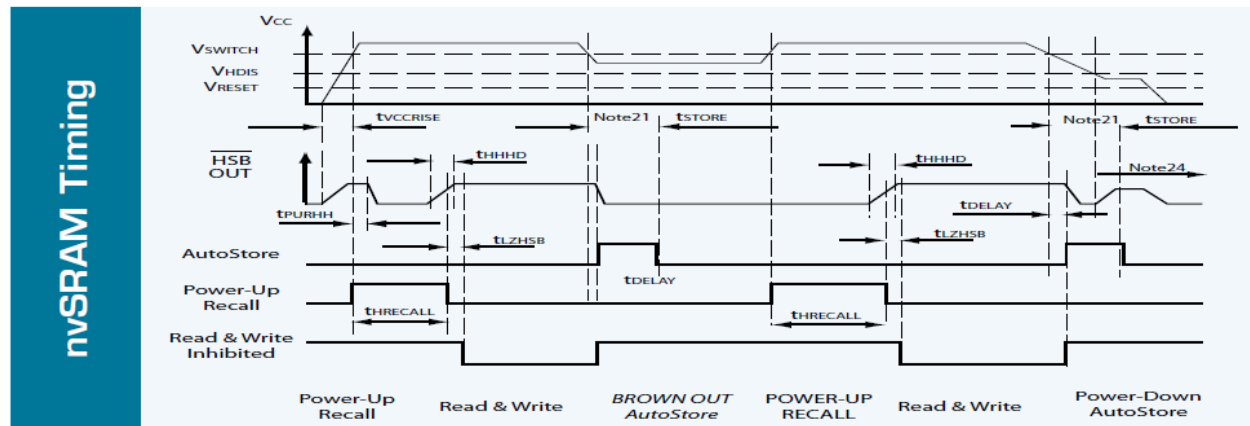 nvSRAM Timing
VCC
VSWITCH
VHDIS
VRESET
tVCCRISE
Note21
tSTORE
Note21
tSTORE
HSB
OUT
tHHHD
tHHHD
Note24
tPURHH
tDELAY
tLZHSB
tLZHSB
AutoStore
tDELAY
Power-Up
Recall
tHRECALL
tHRECALL
Read & Write
Inhibited
Power-Up
Recall
Read & Write
BROWN OUT
AutoStore
POWER-UP
RECALL
Read & Write
Power-Down
AutoStore